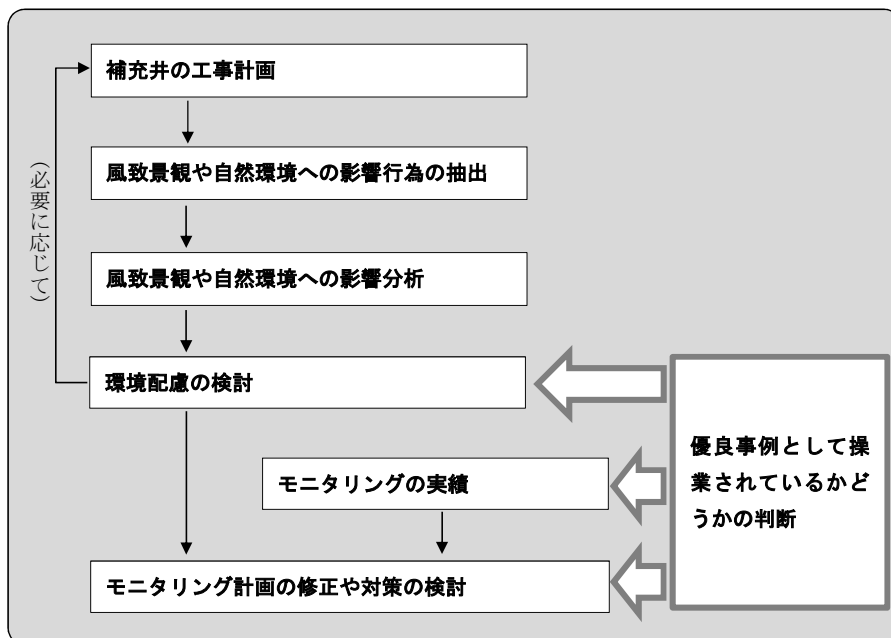 補充井の工事計画
風致景観や自然環境への影響行為の抽出
(必要に応じて)
風致景観や自然環境への影響分析
環境配慮の検討
優良事例として操
業されているかど
うかの判断
モニタリングの実績
モニタリング計画の修正や対策の検討